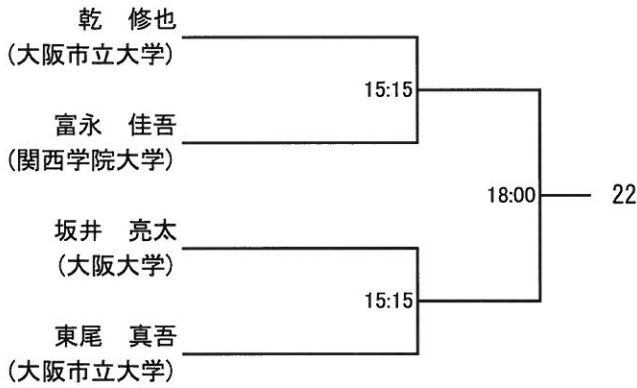 乾　修也
(大阪市立大学)
15:15
富永　佳吾
(関西学院大学)
18:00
22
坂井　亮太
(大阪大学)
15:15
東尾　真吾
(大阪市立大学)